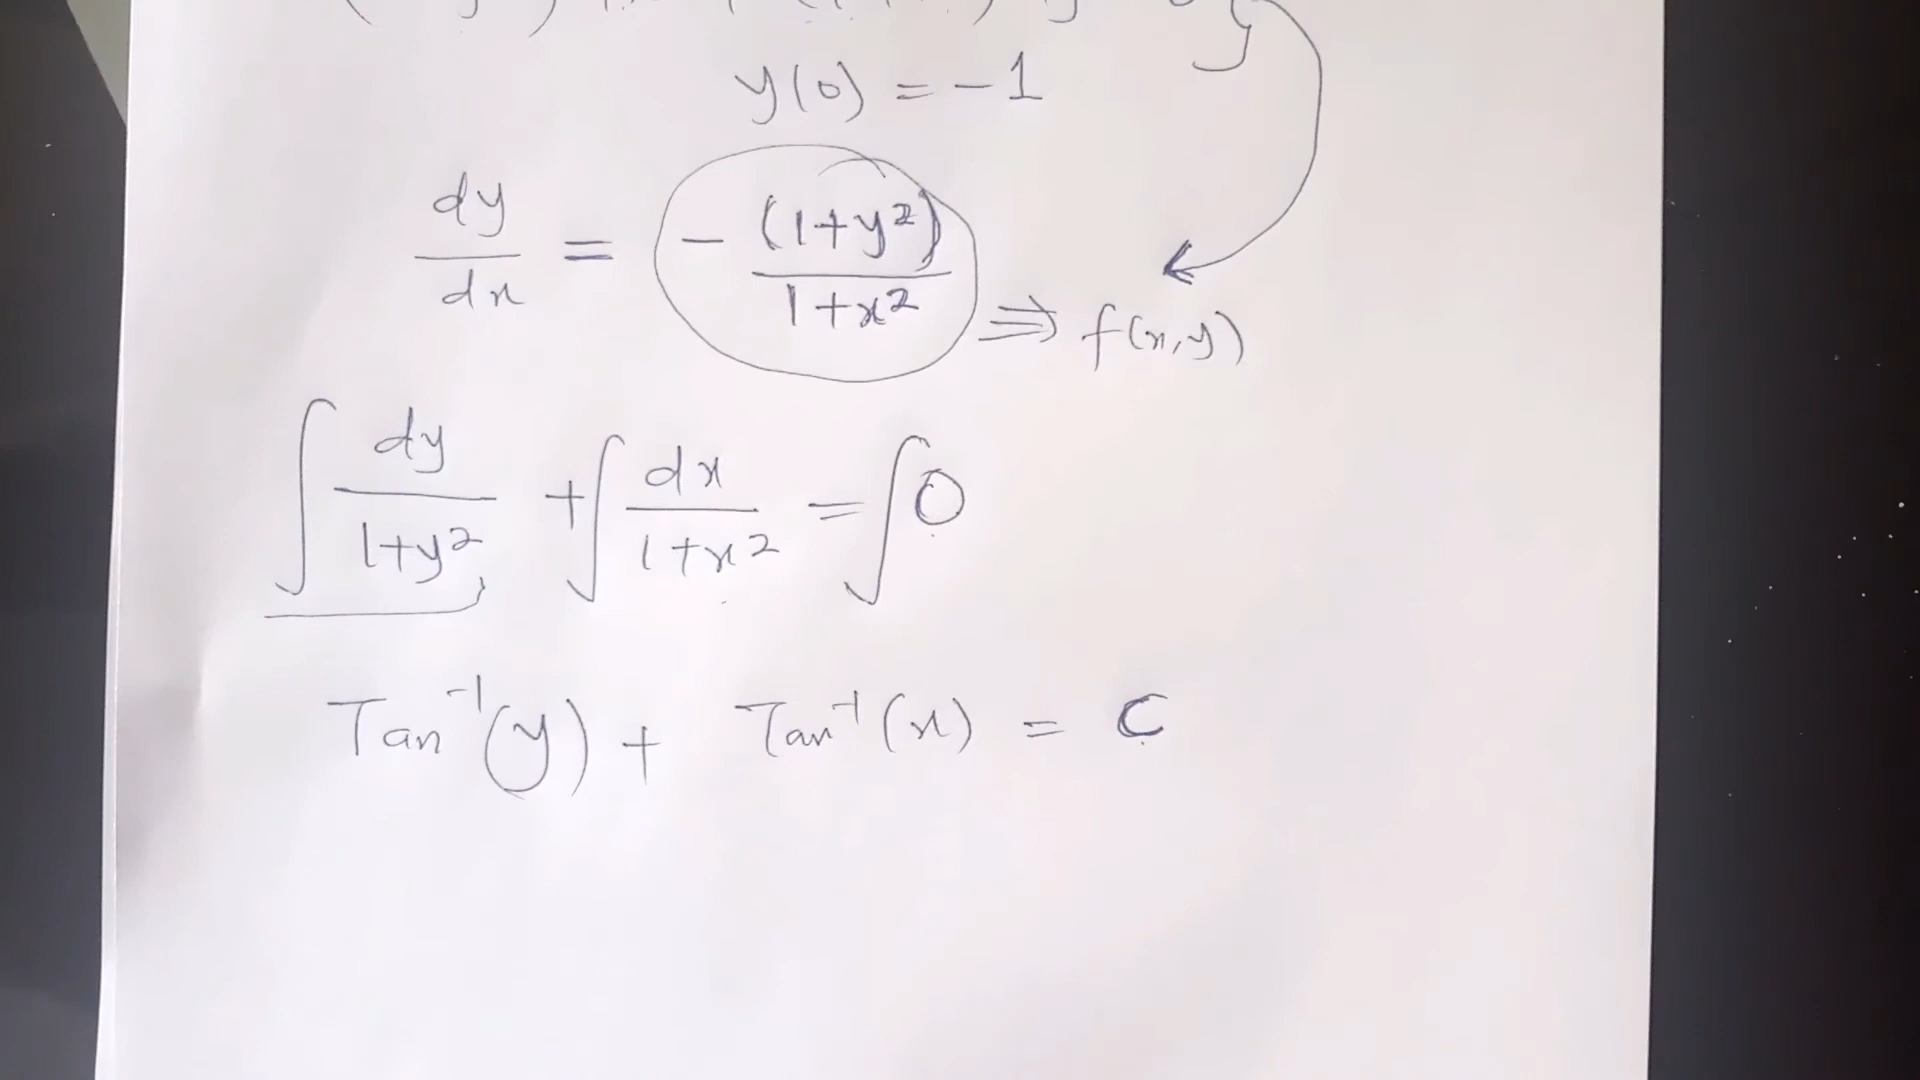 y(0) = -1
dy/dx = -(1+y²)/1+x² ⇒ f(x,y)
∫ dy/1+y² + ∫ dx/1+x² = ∫ 0
Tan⁻¹(y) + Tan⁻¹(x) = C